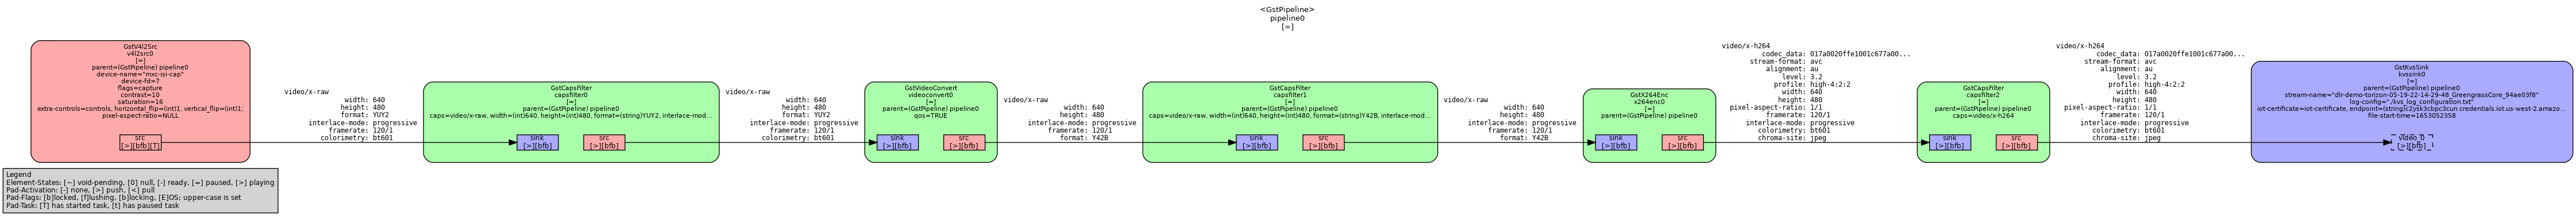 <GstPipeline>
pipeline0
[=]
GstV4l2Src
v4l2src0
[=]
parent=(GstPipeline) pipeline0
device-name="mxc-isi-cap"
device-fd=7
flags=capture
contrast=10
saturation=16
extra-controls=controls, horizontal_flip=(int)1, vertical_flip=(int)1;
pixel-aspect-ratio=NULL
src
[>][bfb][T]
video/x-raw
width: 640
height: 480
format: YUY2
interlace-mode: progressive
framerate: 120/1
colorimetry: bt601
GstCapsFilter
capsfilter0
[=]
parent=(GstPipeline) pipeline0
caps=video/x-raw, width=(int)640, height=(int)480, format=(string)YUY2, interlace-mod…
sink
[>][bfb]
src
[>][bfb]
video/x-raw
width: 640
height: 480
format: YUY2
interlace-mode: progressive
framerate: 120/1
colorimetry: bt601
GstVideoConvert
videoconvert0
[=]
parent=(GstPipeline) pipeline0
qos=TRUE
sink
[>][bfb]
src
[>][bfb]
video/x-raw
width: 640
height: 480
interlace-mode: progressive
framerate: 120/1
format: Y42B
GstCapsFilter
capsfilter1
[=]
parent=(GstPipeline) pipeline0
caps=video/x-raw, width=(int)640, height=(int)480, format=(string)Y42B, interlace-mod…
sink
[>][bfb]
src
[>][bfb]
video/x-raw
width: 640
height: 480
interlace-mode: progressive
framerate: 120/1
format: Y42B
GstX264Enc
x264enc0
[=]
parent=(GstPipeline) pipeline0
sink
[>][bfb]
src
[>][bfb]
video/x-h264
codec_data: 017a0020ffe1001c677a00...
stream-format: avc
alignment: au
level: 3.2
profile: high-4:2:2
width: 640
height: 480
pixel-aspect-ratio: 1/1
framerate: 120/1
interlace-mode: progressive
colorimetry: bt601
chroma-site: jpeg
GstCapsFilter
capsfilter2
[=]
parent=(GstPipeline) pipeline0
caps=video/x-h264
sink
[>][bfb]
src
[>][bfb]
video/x-h264
codec_data: 017a0020ffe1001c677a00...
stream-format: avc
alignment: au
level: 3.2
profile: high-4:2:2
width: 640
height: 480
pixel-aspect-ratio: 1/1
framerate: 120/1
interlace-mode: progressive
colorimetry: bt601
chroma-site: jpeg
GstKvsSink
kvssink0
[=]
parent=(GstPipeline) pipeline0
stream-name="dlr-demo-torizon-05-19-22-14-29-48_GreengrassCore_94ae03f8"
log-config="./kvs_log_configuration.txt"
iot-certificate=iot-certificate, endpoint=(string)c2ysk3cbpc3cun.credentials.iot.us-west-2.amazo…
file-start-time=1653052358
video_0
[>][bfb]
Legend
Element-States: [~] void-pending, [0] null, [-] ready, [=] paused, [>] playing
Pad-Activation: [-] none, [>] push, [<] pull
Pad-Flags: [b]locked, [f]lushing, [b]locking, [E]OS; upper-case is set
Pad-Task: [T] has started task, [t] has paused task